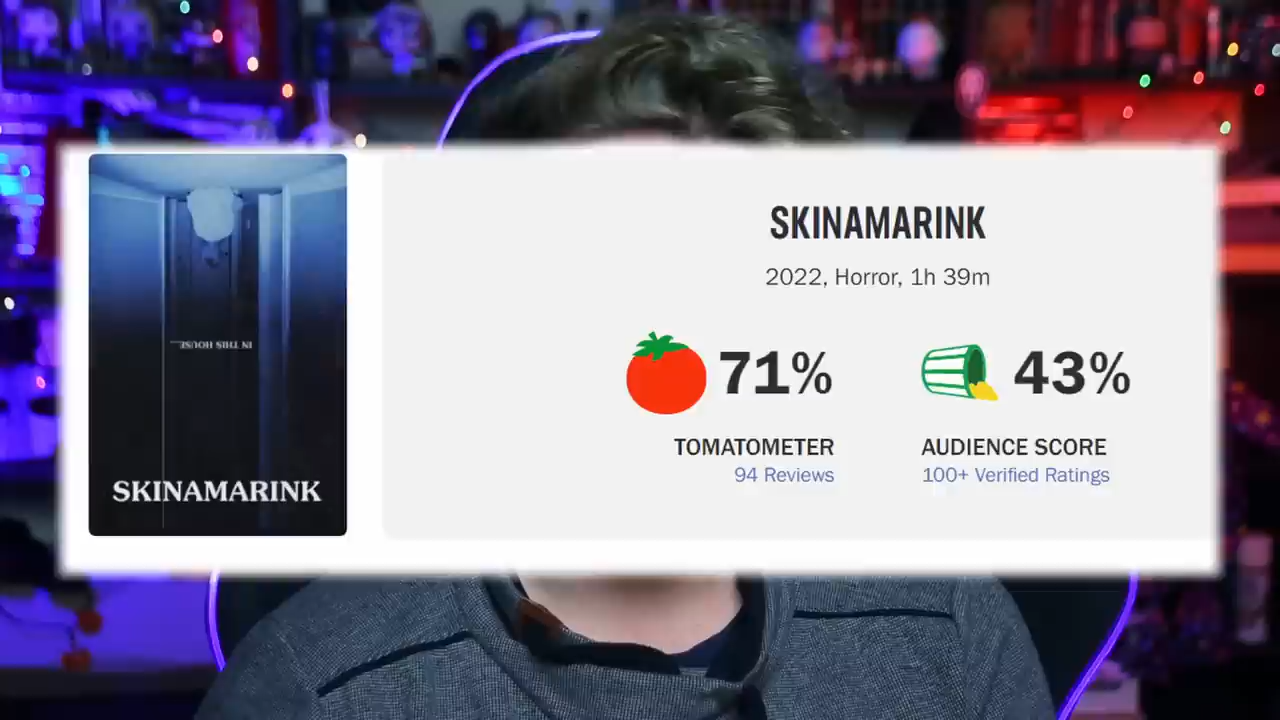 IN THIS HOUSE...
SKINAMARINK
SKINAMARINK
2022, Horror, 1h 39m
71%
43%
TOMATOMETER
AUDIENCE SCORE
94 Reviews
100+ Verified Ratings